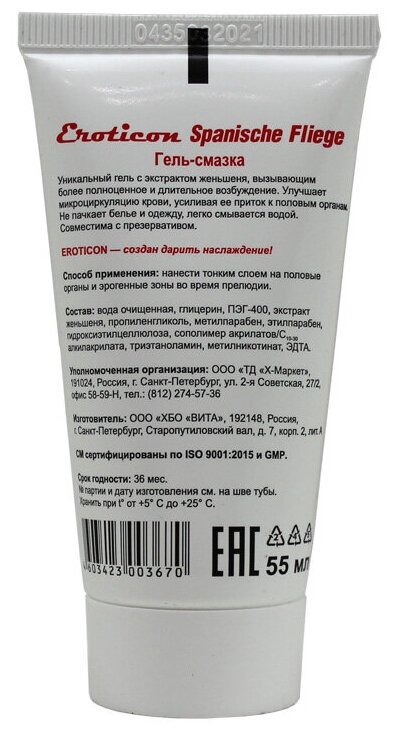 0435032021
Eroticon Spanische Fliege
Гель-смазка
Уникальный гель с экстрактом женьшеня, вызывающим
более полноценное и длительное возбуждение. Улучшает
микроциркуляцию крови, усиливая ее приток к половым органам.
Не пачкает белье и одежду, легко смывается водой.
Совместима с презервативом.
EROTICON — создан дарить наслаждение!
Способ применения: нанести тонким слоем на половые
органы и эрогенные зоны во время прелюдии.
Состав: вода очищенная, глицерин, ПЭГ-400, экстракт
женьшеня, пропиленгликоль, метилпарабен, этилпарабен,
гидроксиэтилцеллюлоза, сополимер акрилатов/C10-30
алкилакрилата, триэтаноламин, метилникотинат, ЭДТА.
Уполномоченная организация: ООО «ТД «Х-Маркет»,
191024, Россия, г. Санкт-Петербург, ул. 2-я Советская, 27/2,
офис 58-59-Н, тел.: (812) 274-57-36
Изготовитель: ООО «ХБО «ВИТА», 192148, Россия,
г.Санкт-Петербург, Старопутиловский вал, д. 7, корп. 2, лит. А
СМ сертифицированы по ISO 9001:2015 и GMP.
Срок годности: 36 мес.
№ партии и дату изготовления см. на шве тубы.
Хранить при t° от +5° С до +25° С.
4603423 003670
ЕАС
55 мл